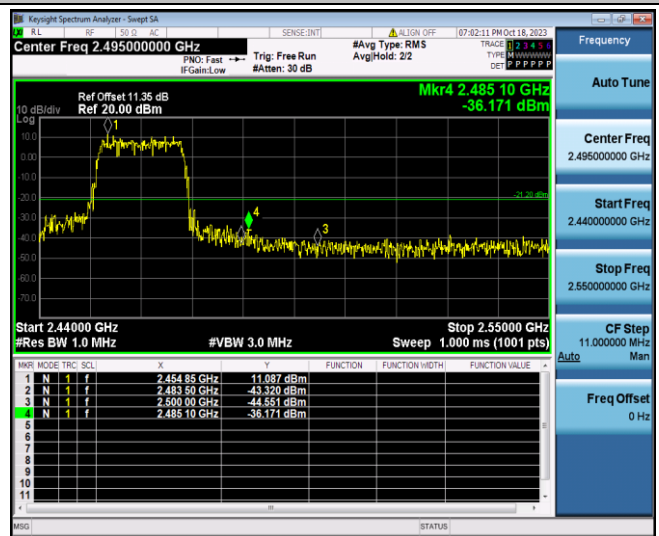 Keysight Spectrum Analyzer - Swept SA
RL RF 50 Ω AC SENSE:INT ALIGN OFF 07:02:11 PM Oct 18, 2023
Center Freq 2.495000000 GHz
PNO: Fast
IFGain:Low
Trig: Free Run
#Atten: 30 dB
#Avg Type: RMS
Avg|Hold: 2/2
TRACE 1 2 3 4 5 6
TYPE M WWWWW
DET P P P P P P
Frequency
Mkr4 2.485 10 GHz
-36.171 dBm
Ref Offset 11.35 dB
10 dB/div Ref 20.00 dBm
Log
1
10.0
0.00
-10.0
-20.0
-21.20 dBm
-30.0
4
3
-40.0
-50.0
-60.0
-70.0
Start 2.44000 GHz Stop 2.55000 GHz
#Res BW 1.0 MHz #VBW 3.0 MHz Sweep 1.000 ms (1001 pts)
MKR MODE TRC SCL X Y FUNCTION FUNCTION WIDTH FUNCTION VALUE
1 N 1 f 2.454 85 GHz 11.087 dBm
2 N 1 f 2.483 50 GHz -43.320 dBm
3 N 1 f 2.500 00 GHz -44.551 dBm
4 N 1 f 2.485 10 GHz -36.171 dBm
5
6
7
8
9
10
11
MSG STATUS
Auto Tune
Center Freq
2.495000000 GHz
Start Freq
2.440000000 GHz
Stop Freq
2.550000000 GHz
CF Step
11.000000 MHz
Auto Man
Freq Offset
0 Hz